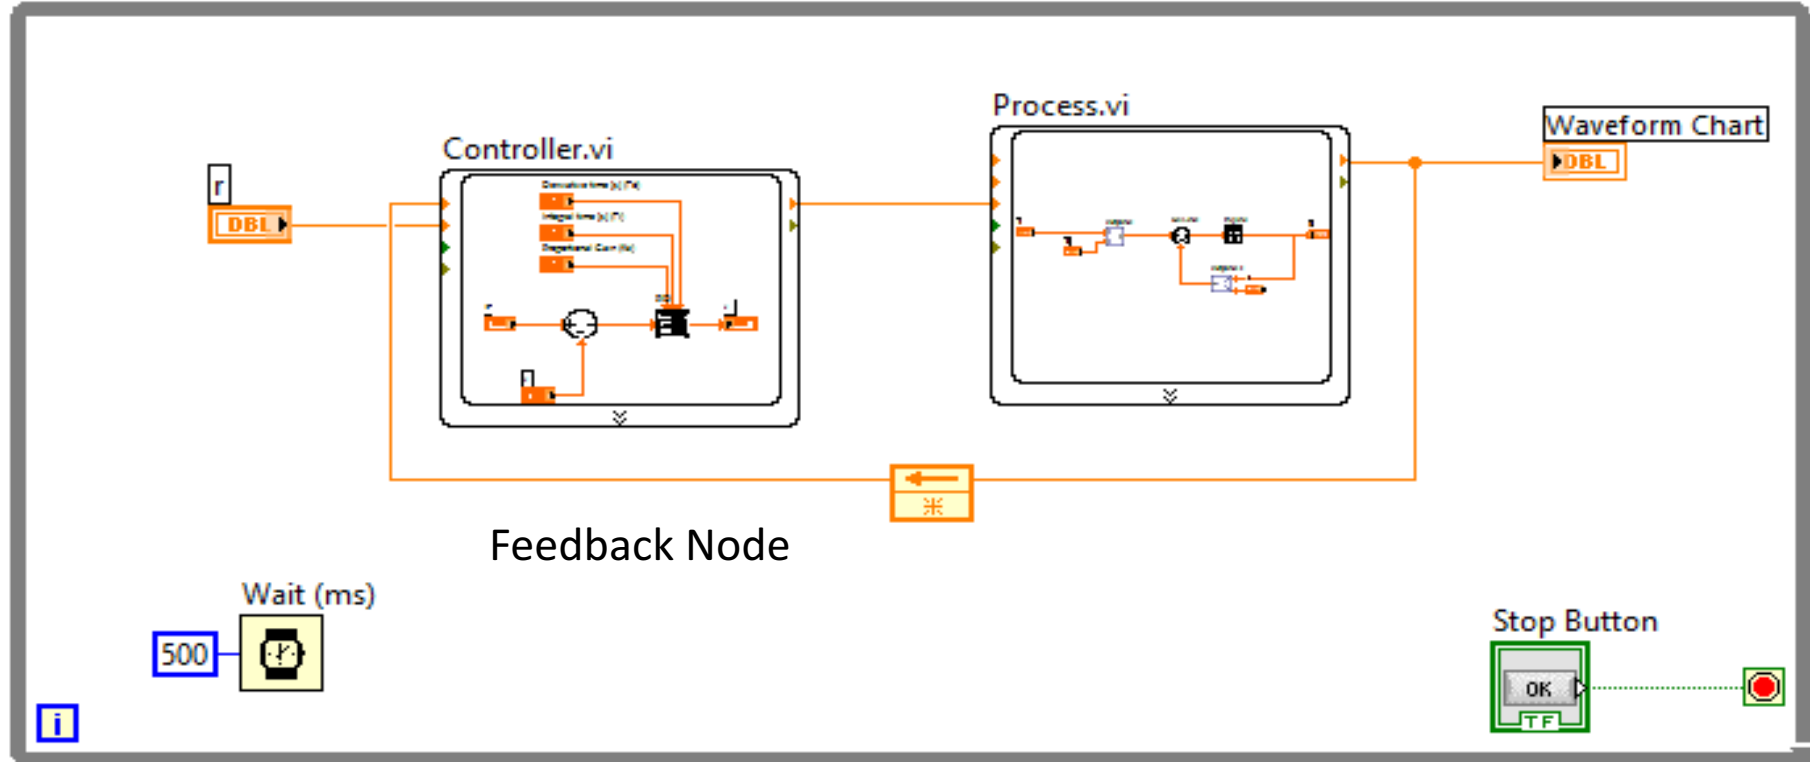 Process.vi
Waveform Chart
DBL
Controller.vi
r
DBL
Feedback Node
Wait (ms)
500
i
Stop Button
OK
TF